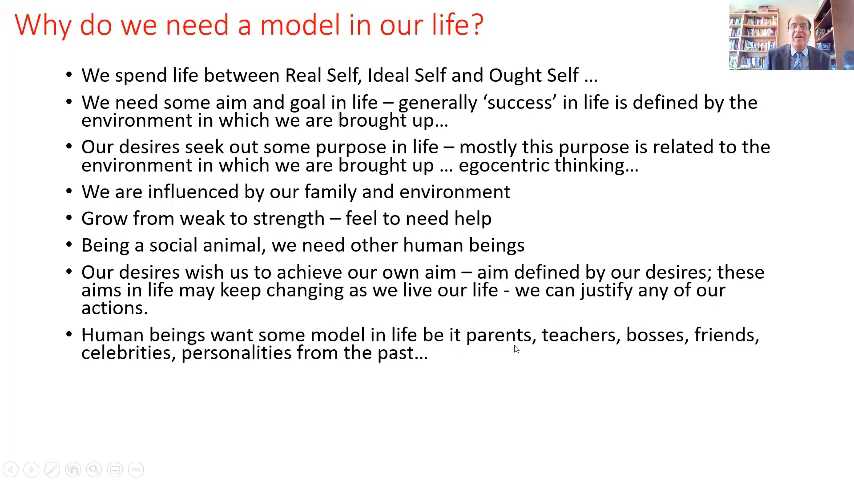 Why do we need a model in our life?
• We spend life between Real Self, Ideal Self and Ought Self …
• We need some aim and goal in life – generally ‘success’ in life is defined by the
environment in which we are brought up…
• Our desires seek out some purpose in life – mostly this purpose is related to the
environment in which we are brought up … egocentric thinking…
• We are influenced by our family and environment
• Grow from weak to strength – feel to need help
• Being a social animal, we need other human beings
• Our desires wish us to achieve our own aim – aim defined by our desires; these
aims in life may keep changing as we live our life - we can justify any of our
actions.
• Human beings want some model in life be it parents, teachers, bosses, friends,
celebrities, personalities from the past…